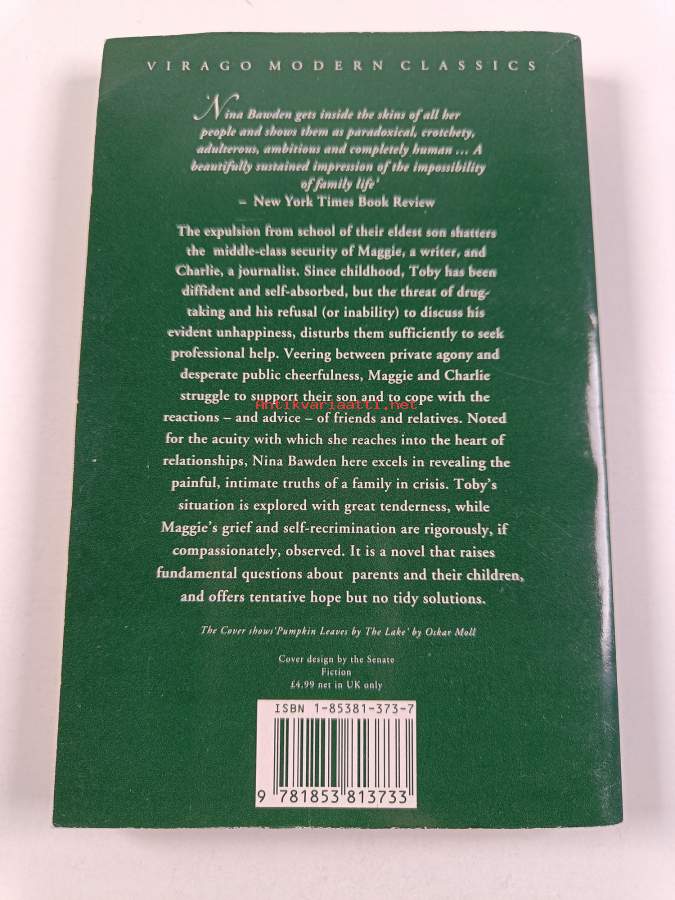 VIRAGO MODERN CLASSICS
'Nina Bawden gets inside the skins of all her
people and shows them as paradoxical, crotchety,
adulterous, ambitious and completely human ... A
beautifully sustained impression of the impossibility
of family life'
– New York Times Book Review
The expulsion from school of their eldest son shatters
the middle-class security of Maggie, a writer, and
Charlie, a journalist. Since childhood, Toby has been
diffident and self-absorbed, but the threat of drug-
taking and his refusal (or inability) to discuss his
evident unhappiness, disturbs them sufficiently to seek
professional help. Veering between private agony and
desperate public cheerfulness, Maggie and Charlie
struggle to support their son and to cope with the
Antikvariaatti.net
reactions – and advice – of friends and relatives. Noted
for the acuity with which she reaches into the heart of
relationships, Nina Bawden here excels in revealing the
painful, intimate truths of a family in crisis. Toby's
situation is explored with great tenderness, while
Maggie's grief and self-recrimination are rigorously, if
compassionately, observed. It is a novel that raises
fundamental questions about parents and their children,
and offers tentative hope but no tidy solutions.
The Cover shows 'Pumpkin Leaves by The Lake' by Oskar Moll
Cover design by the Senate
Fiction
£4.99 net in UK only
ISBN 1-85381-373-7
9 781853 813733